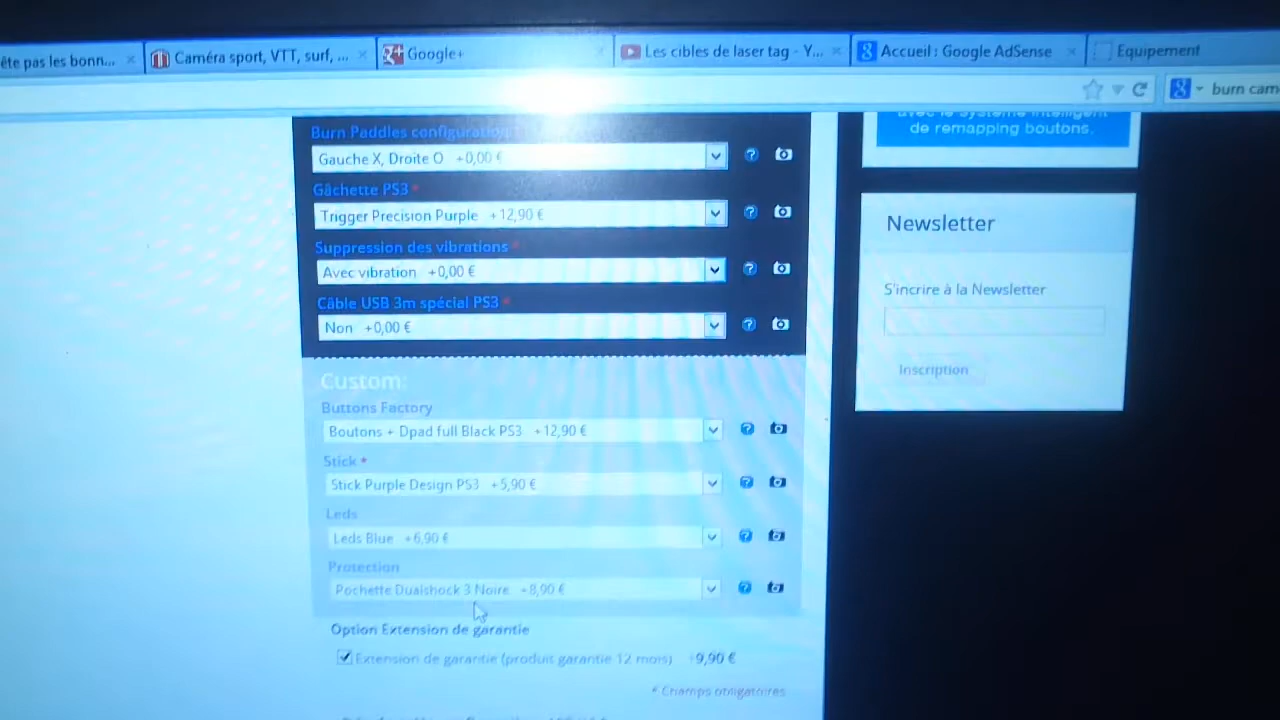 ête pas les bonn...
Caméra sport, VTT, surf, ...
Google+
Les cibles de laser tag - Y...
Accueil : Google AdSense
Equipement
burn cam
avec le système intelligent
de remapping boutons.
Burn Paddles configuration
Gauche X, Droite O +0,00 €
Gâchette PS3 *
Trigger Precision Purple +12,90 €
Suppression des vibrations *
Avec vibration +0,00 €
Câble USB 3m spécial PS3 *
Non +0,00 €
Custom:
Buttons Factory
Boutons + Dpad full Black PS3 +12,90 €
Stick *
Stick Purple Design PS3 +5,90 €
Leds
Leds Blue +6,90 €
Protection
Pochette Dualshock 3 Noire +8,90 €
Option Extension de garantie
Extension de garantie (produit garantie 12 mois) +9,90 €
* Champs obligatoires
Newsletter
S'incrire à la Newsletter
Inscription